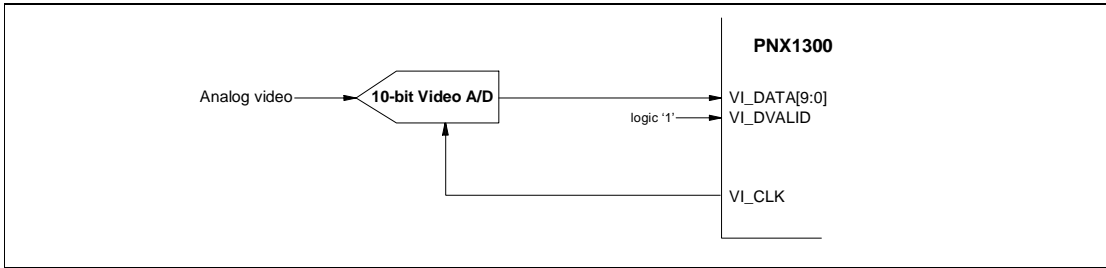 PNX1300
Analog video
10-bit Video A/D
VI_DATA[9:0]
logic ‘1’
VI_DVALID
VI_CLK